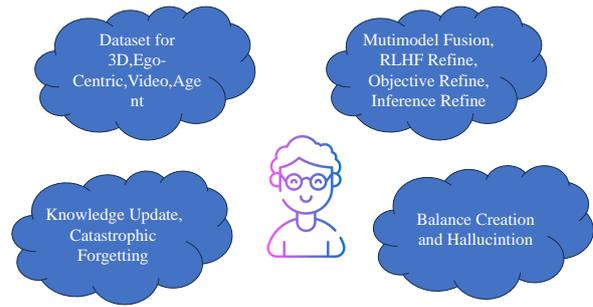 Dataset for
3D,Ego-
Centric,Video,Age
nt
Mutimodel Fusion,
RLHF Refine,
Objective Refine,
Inference Refine
Knowledge Update,
Catastrophic
Forgetting
Balance Creation
and Hallucintion